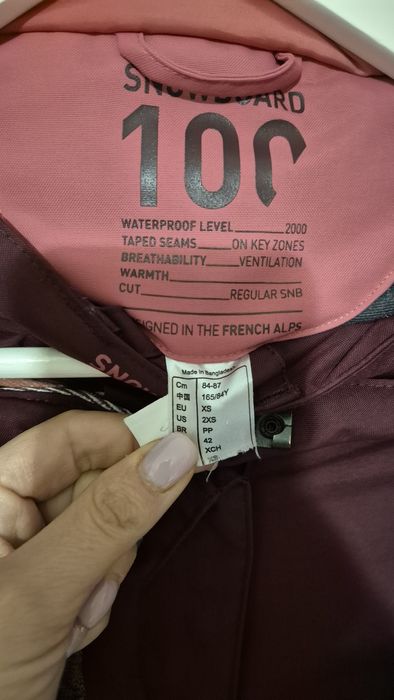 SNOWBOARD
100
WATERPROOF LEVEL 2000
TAPED SEAMS ON KEY ZONES
BREATHABILITY VENTILATION
WARMTH
CUT REGULAR SNB
DESIGNED IN THE FRENCH ALPS
SNO
Made in bangladesh
Cm 84-87
中国 165/84Y
EU XS
US 2XS
BR PP
42
XCH